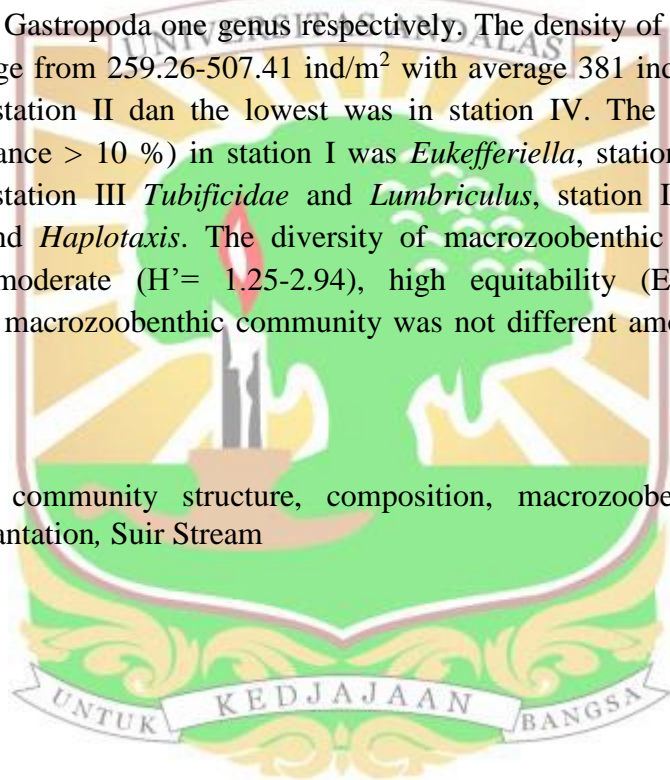 Gastropoda one genus respectively. The density of
ge from 259.26-507.41 ind/m² with average 381 ind
station II dan the lowest was in station IV. The
ance > 10 %) in station I was Eukefferiella, station
station III Tubificidae and Lumbriculus, station I
nd Haplotaxis. The diversity of macrozoobenthic
moderate (H’= 1.25-2.94), high equitability (E
macrozoobenthic community was not different amo
community structure, composition, macrozoobe
antation, Suir Stream
UNIVERSITAS ANDALAS
UNTUK KEDJAJAAN BANGSA